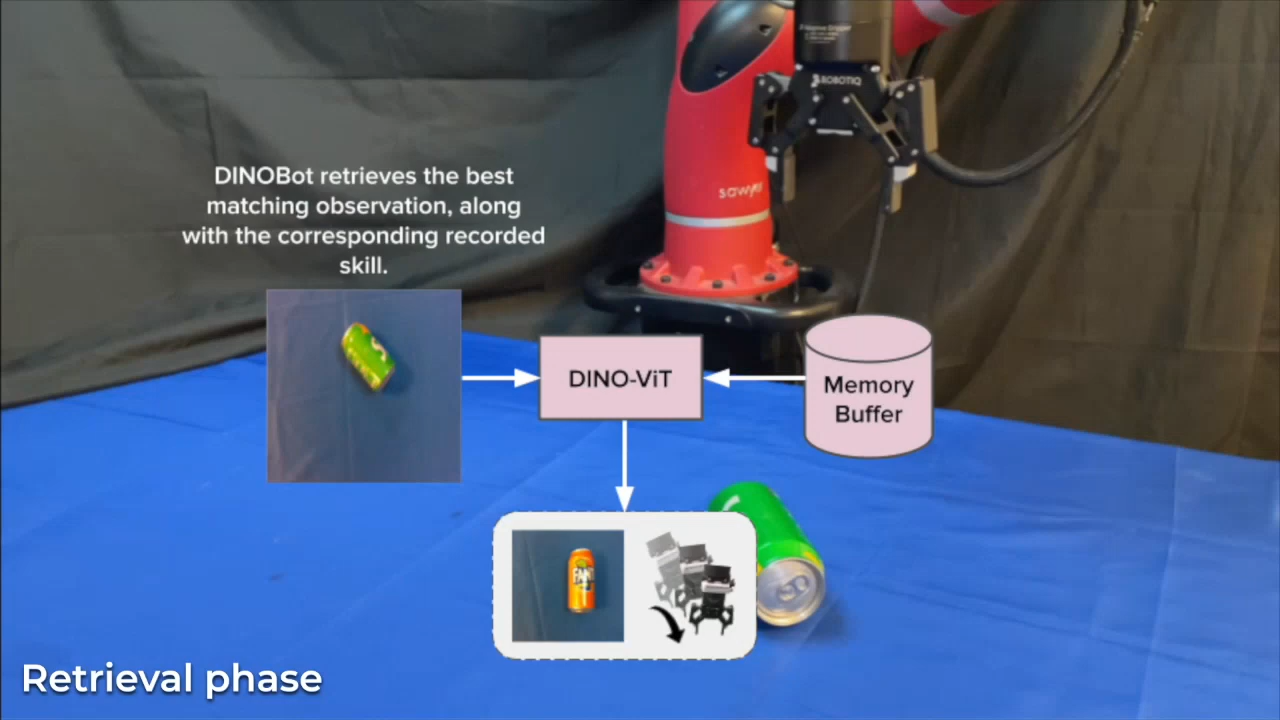 ROBOTIQ
sawyer
DINOBot retrieves the best
matching observation, along
with the corresponding recorded
skill.
DINO-ViT
Memory
Buffer
FANTA
Retrieval phase